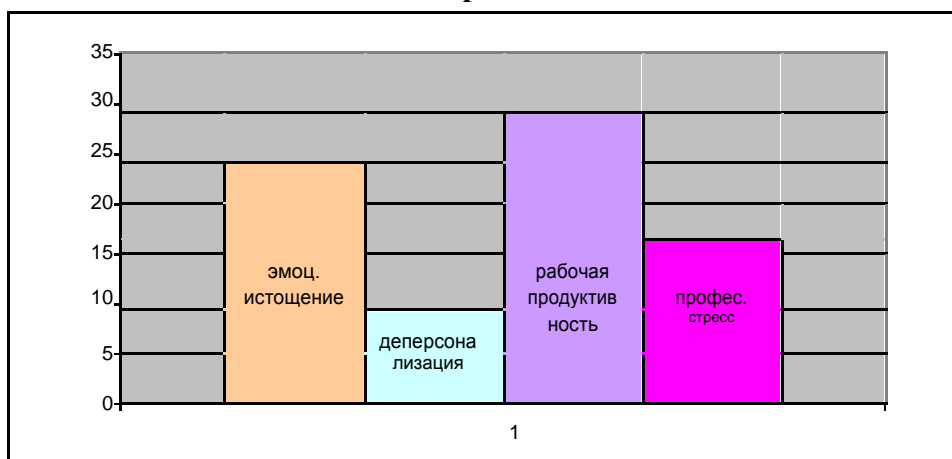 35
30
25
20
15
10
5
0
эмоц.
истощение
деперсона
лизация
рабочая
продуктив
ность
профес.
стресс
1